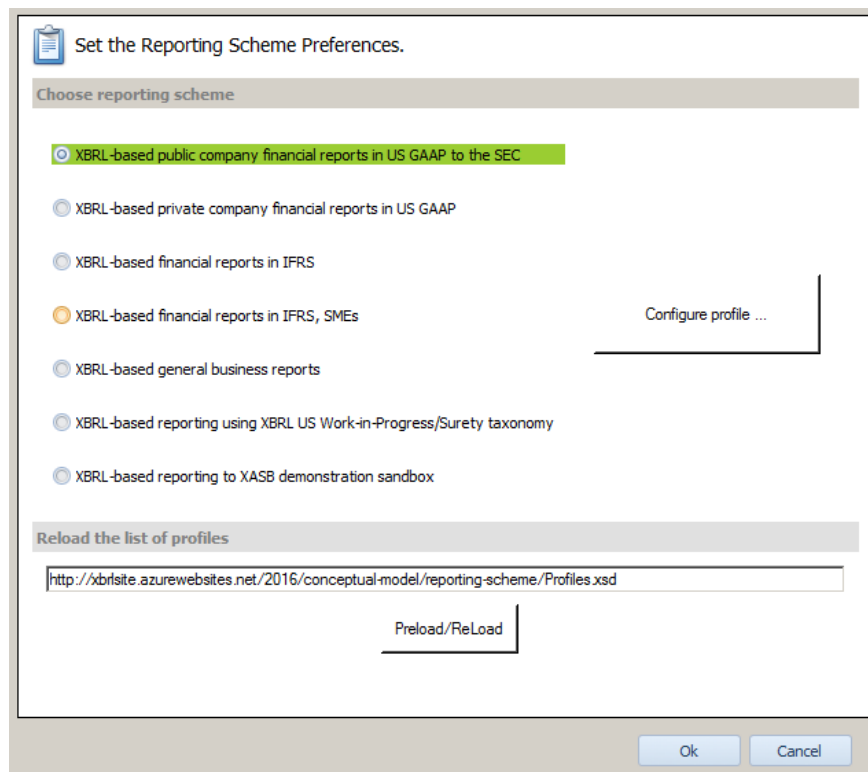 Set the Reporting Scheme Preferences.
Choose reporting scheme
XBRL-based public company financial reports in US GAAP to the SEC
XBRL-based private company financial reports in US GAAP
XBRL-based financial reports in IFRS
XBRL-based financial reports in IFRS, SMEs
Configure profile ...
XBRL-based general business reports
XBRL-based reporting using XBRL US Work-in-Progress/Surety taxonomy
XBRL-based reporting to XASB demonstration sandbox
Reload the list of profiles
http://xbrlsite.azurewebsites.net/2016/conceptual-model/reporting-scheme/Profiles.xsd
Preload/ReLoad
Ok
Cancel